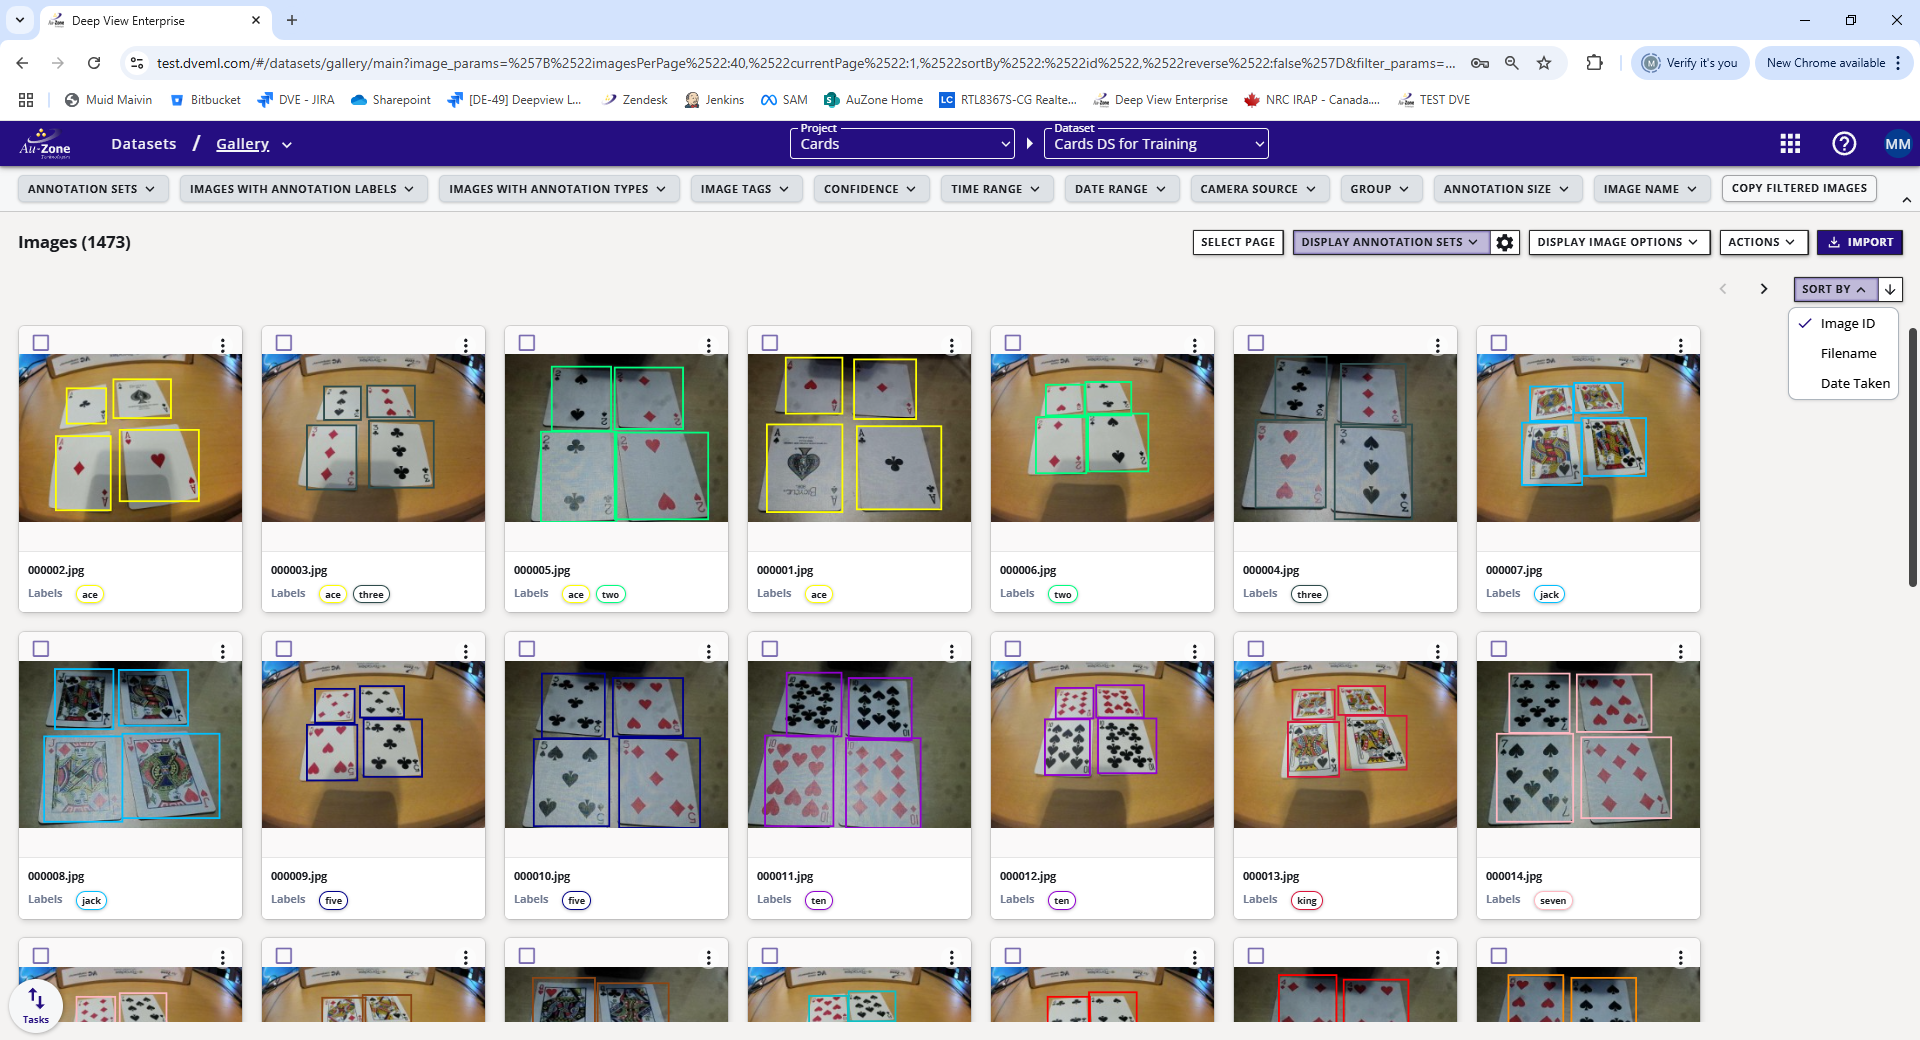 Deep View Enterprise
test.dveml.com/#/datasets/gallery/main?image_params=%257B%2522imagesPerPage%2522:40,%2522currentPage%2522:1,%2522sortBy%2522:%2522id%2522,%2522reverse%2522:false%257D&filter_params=...
Verify it's you
New Chrome available
Muid Maivin
Bitbucket
DVE - JIRA
Sharepoint
[DE-49] Deepview L...
Zendesk
Jenkins
SAM
AuZone Home
RTL8367S-CG Realte...
Deep View Enterprise
NRC IRAP - Canada....
TEST DVE
Au-Zone
Datasets / Gallery
Project
Cards
Dataset
Cards DS for Training
MM
ANNOTATION SETS
IMAGES WITH ANNOTATION LABELS
IMAGES WITH ANNOTATION TYPES
IMAGE TAGS
CONFIDENCE
TIME RANGE
DATE RANGE
CAMERA SOURCE
GROUP
ANNOTATION SIZE
IMAGE NAME
COPY FILTERED IMAGES
Images (1473)
SELECT PAGE
DISPLAY ANNOTATION SETS
DISPLAY IMAGE OPTIONS
ACTIONS
IMPORT
SORT BY
Image ID
Filename
Date Taken
000002.jpg
Labels ace
000003.jpg
Labels ace three
000005.jpg
Labels ace two
000001.jpg
Labels ace
000006.jpg
Labels two
000004.jpg
Labels three
000007.jpg
Labels jack
000008.jpg
Labels jack
000009.jpg
Labels five
000010.jpg
Labels five
000011.jpg
Labels ten
000012.jpg
Labels ten
000013.jpg
Labels king
000014.jpg
Labels seven
Tasks